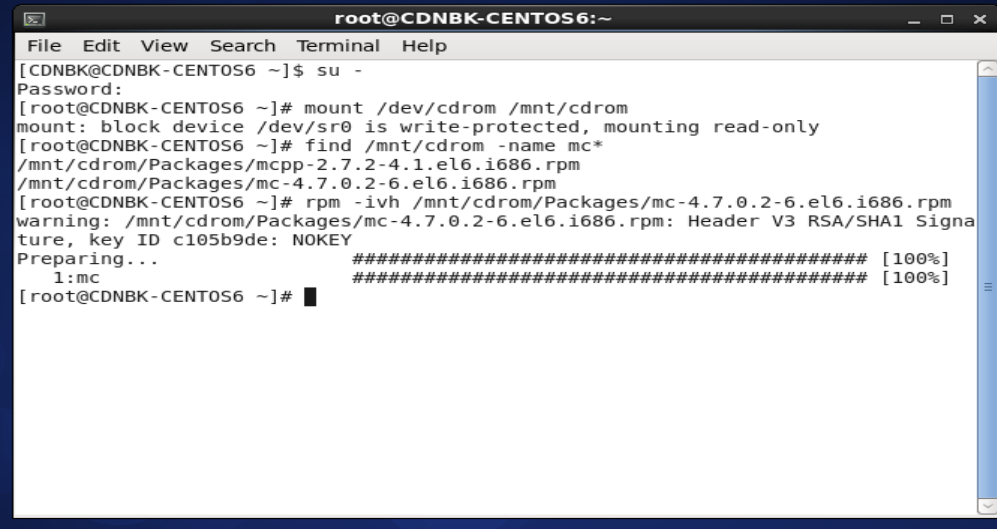 root@CDNBK-CENTOS6:~
File Edit View Search Terminal Help
[CDNBK@CDNBK-CENTOS6 ~]$ su -
Password:
[root@CDNBK-CENTOS6 ~]# mount /dev/cdrom /mnt/cdrom
mount: block device /dev/sr0 is write-protected, mounting read-only
[root@CDNBK-CENTOS6 ~]# find /mnt/cdrom -name mc*
/mnt/cdrom/Packages/mcpp-2.7.2-4.1.el6.i686.rpm
/mnt/cdrom/Packages/mc-4.7.0.2-6.el6.i686.rpm
[root@CDNBK-CENTOS6 ~]# rpm -ivh /mnt/cdrom/Packages/mc-4.7.0.2-6.el6.i686.rpm
warning: /mnt/cdrom/Packages/mc-4.7.0.2-6.el6.i686.rpm: Header V3 RSA/SHA1 Signa
ture, key ID c105b9de: NOKEY
Preparing... ########################################### [100%]
1:mc ########################################### [100%]
[root@CDNBK-CENTOS6 ~]#